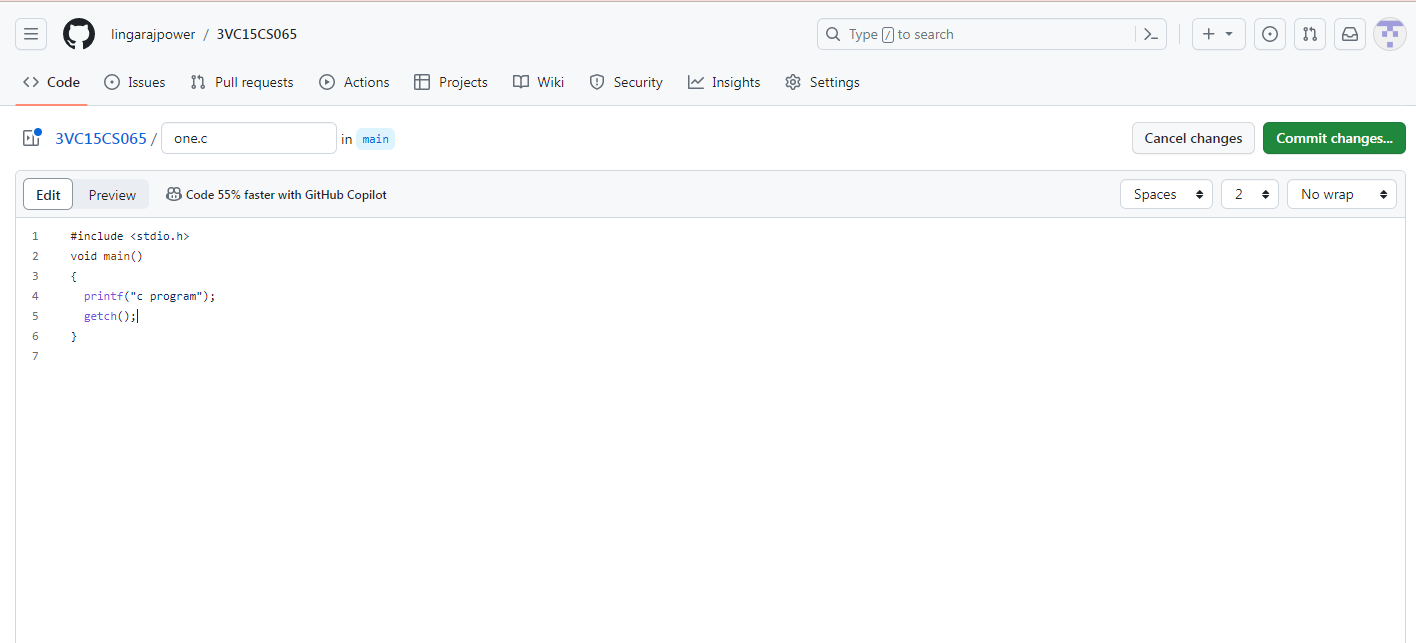 lingarajpower / 3VC15CS065
Type / to search
Code Issues Pull requests Actions Projects Wiki Security Insights Settings
3VC15CS065 / one.c in main
Cancel changes Commit changes...
Edit Preview Code 55% faster with GitHub Copilot
Spaces 2 No wrap
1 #include <stdio.h>
2 void main()
3 {
4   printf("c program");
5   getch();
6 }
7